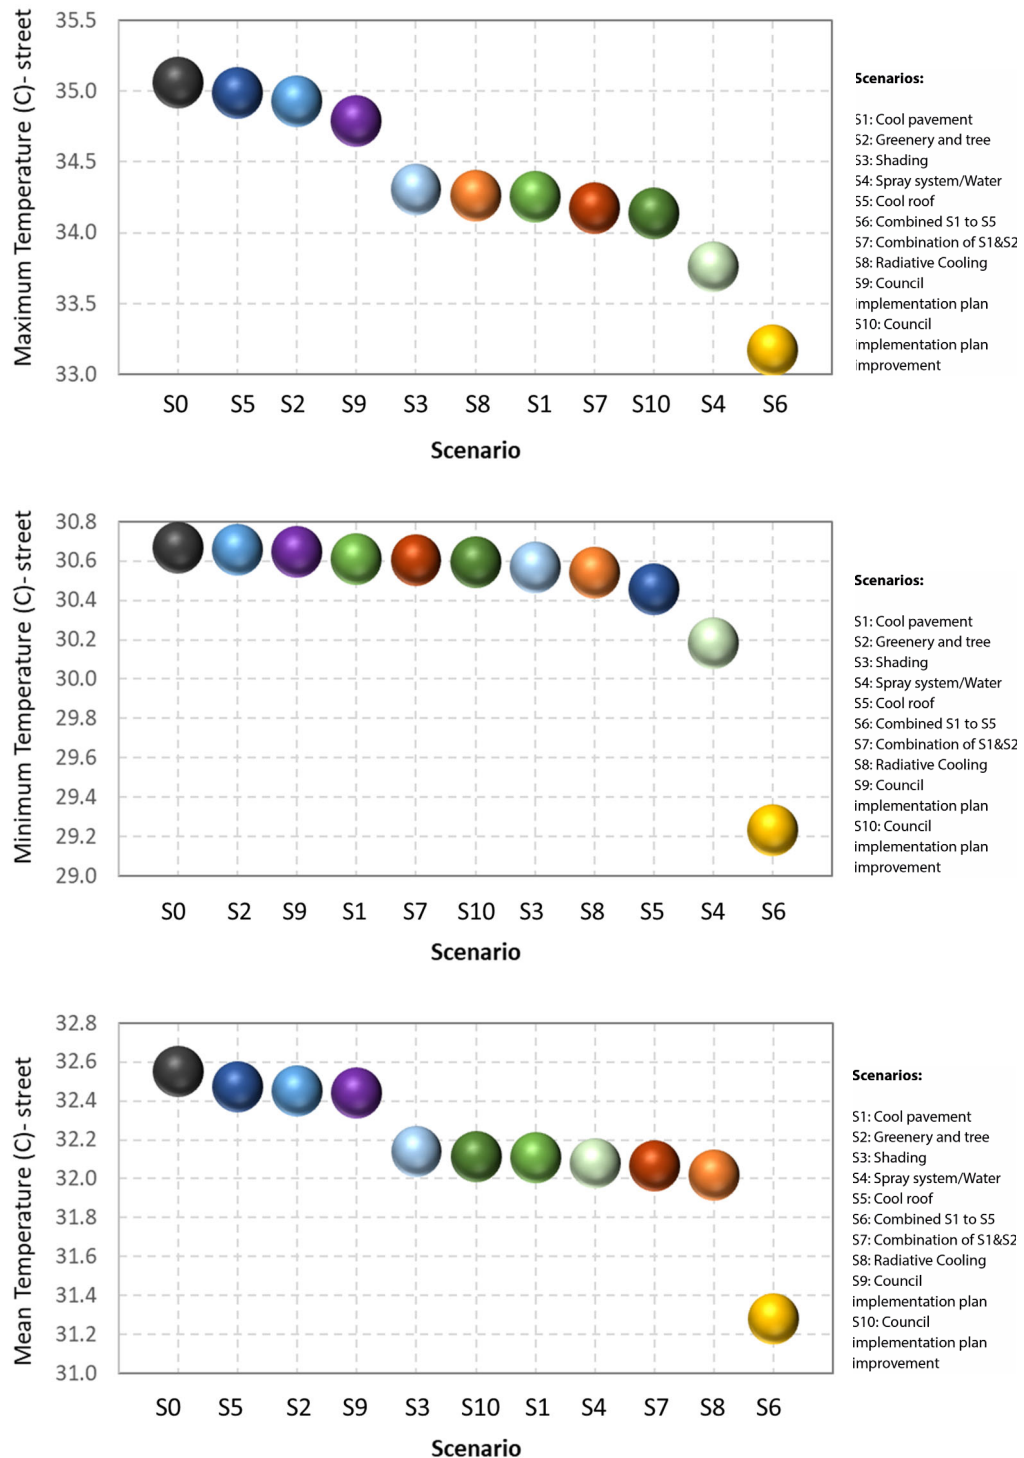 Maximum Temperature (C)- street
35.5
35.0
34.5
34.0
33.5
33.0
S0 S5 S2 S9 S3 S8 S1 S7 S10 S4 S6
Scenario
Scenarios:
S1: Cool pavement
S2: Greenery and tree
S3: Shading
S4: Spray system/Water
S5: Cool roof
S6: Combined S1 to S5
S7: Combination of S1&S2
S8: Radiative Cooling
S9: Council
implementation plan
S10: Council
implementation plan
improvement
Minimum Temperature (C)- street
30.8
30.6
30.4
30.2
30.0
29.8
29.6
29.4
29.2
29.0
S0 S2 S9 S1 S7 S10 S3 S8 S5 S4 S6
Scenario
Scenarios:
S1: Cool pavement
S2: Greenery and tree
S3: Shading
S4: Spray system/Water
S5: Cool roof
S6: Combined S1 to S5
S7: Combination of S1&S2
S8: Radiative Cooling
S9: Council
implementation plan
S10: Council
implementation plan
improvement
Mean Temperature (C)- street
32.8
32.6
32.4
32.2
32.0
31.8
31.6
31.4
31.2
31.0
S0 S5 S2 S9 S3 S10 S1 S4 S7 S8 S6
Scenario
Scenarios:
S1: Cool pavement
S2: Greenery and tree
S3: Shading
S4: Spray system/Water
S5: Cool roof
S6: Combined S1 to S5
S7: Combination of S1&S2
S8: Radiative Cooling
S9: Council
implementation plan
S10: Council
implementation plan
improvement